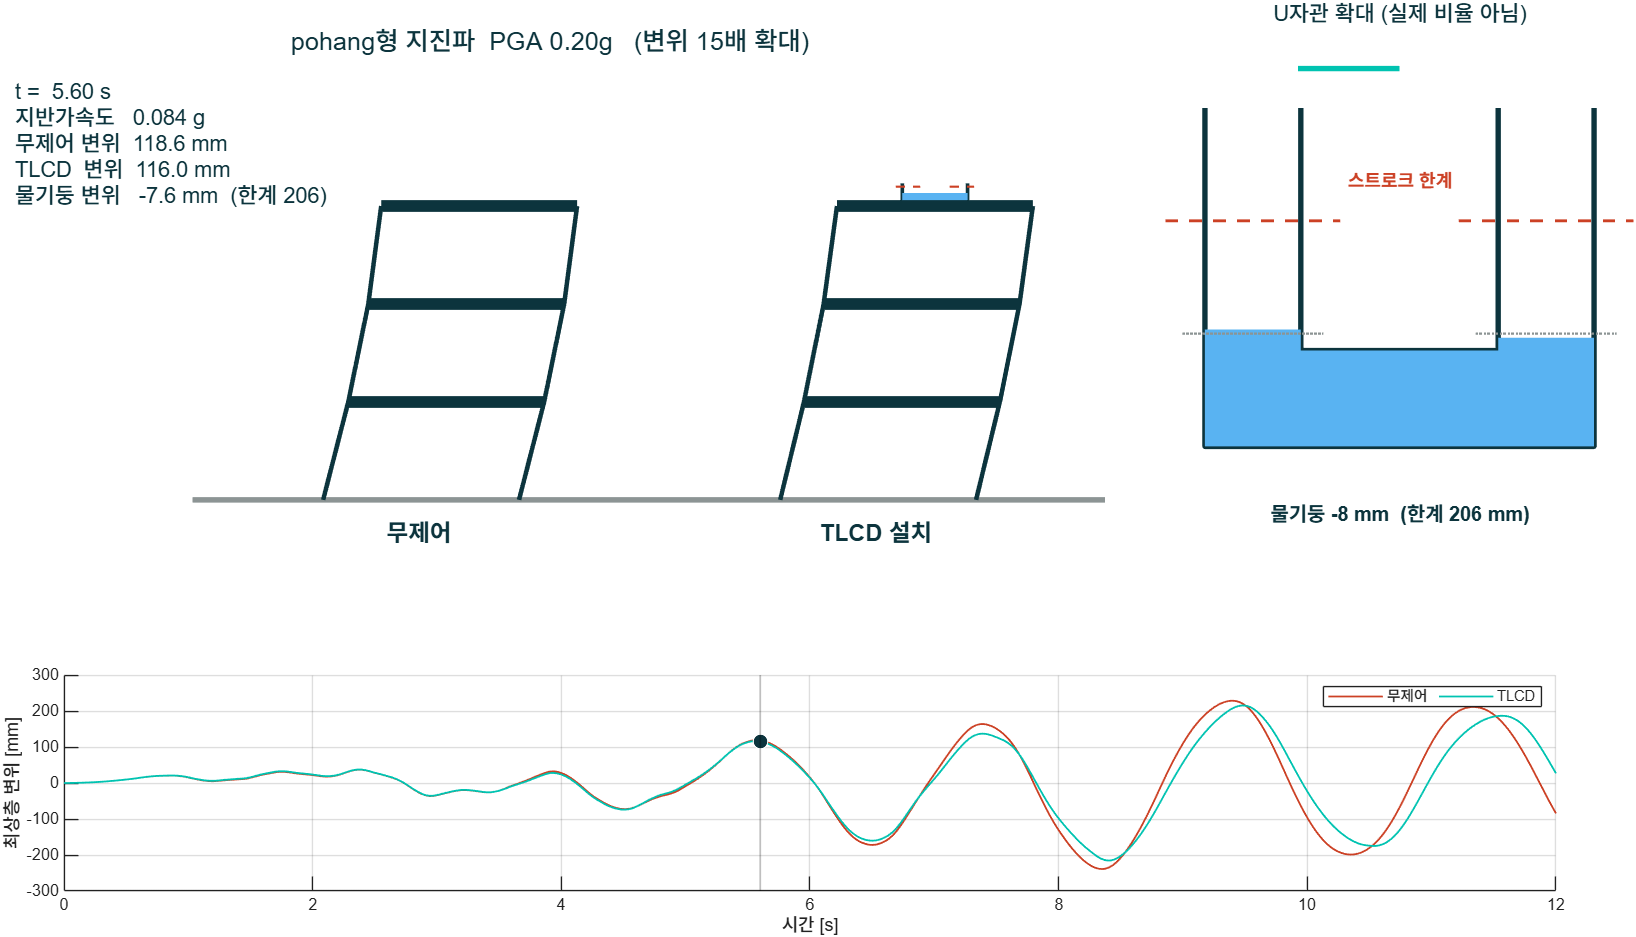 U자관 확대 (실제 비율 아님)
pohang형 지진파  PGA 0.20g   (변위 15배 확대)
t =  5.60 s
지반가속도   0.084 g
무제어 변위  118.6 mm
TLCD  변위  116.0 mm
물기둥 변위   -7.6 mm  (한계 206)
스트로크 한계
무제어
TLCD 설치
물기둥 -8 mm  (한계 206 mm)
최상층 변위 [mm]
300
200
100
0
-100
-200
-300
무제어
TLCD
0
2
4
6
8
10
12
시간 [s]